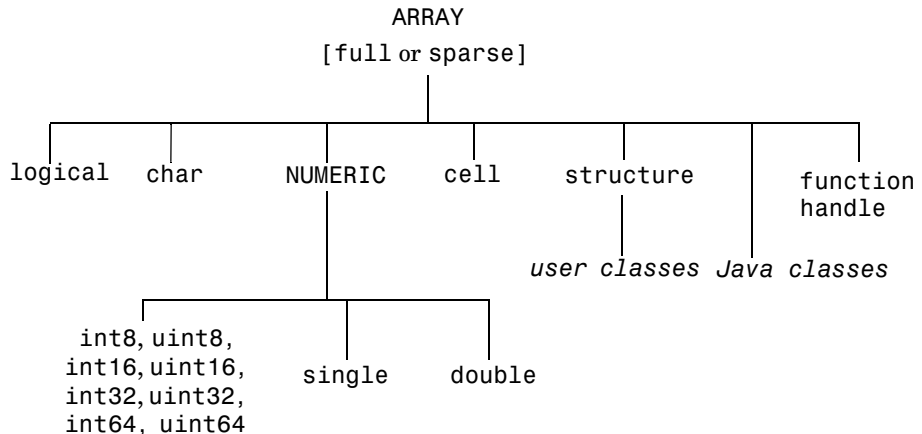 ARRAY
[full or sparse]
logical char NUMERIC cell structure function
handle
user classes Java classes
int8, uint8,
int16, uint16,
int32, uint32,
int64, uint64
single double